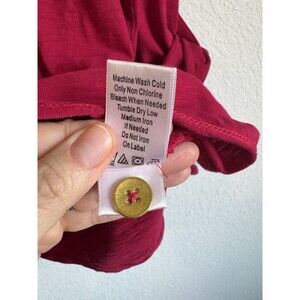 Machine Wash Cold
Only Non Chlorine
Bleach When Needed
Tumble Dry Low
Medium Iron
If Needed
Do Not Iron
On Label